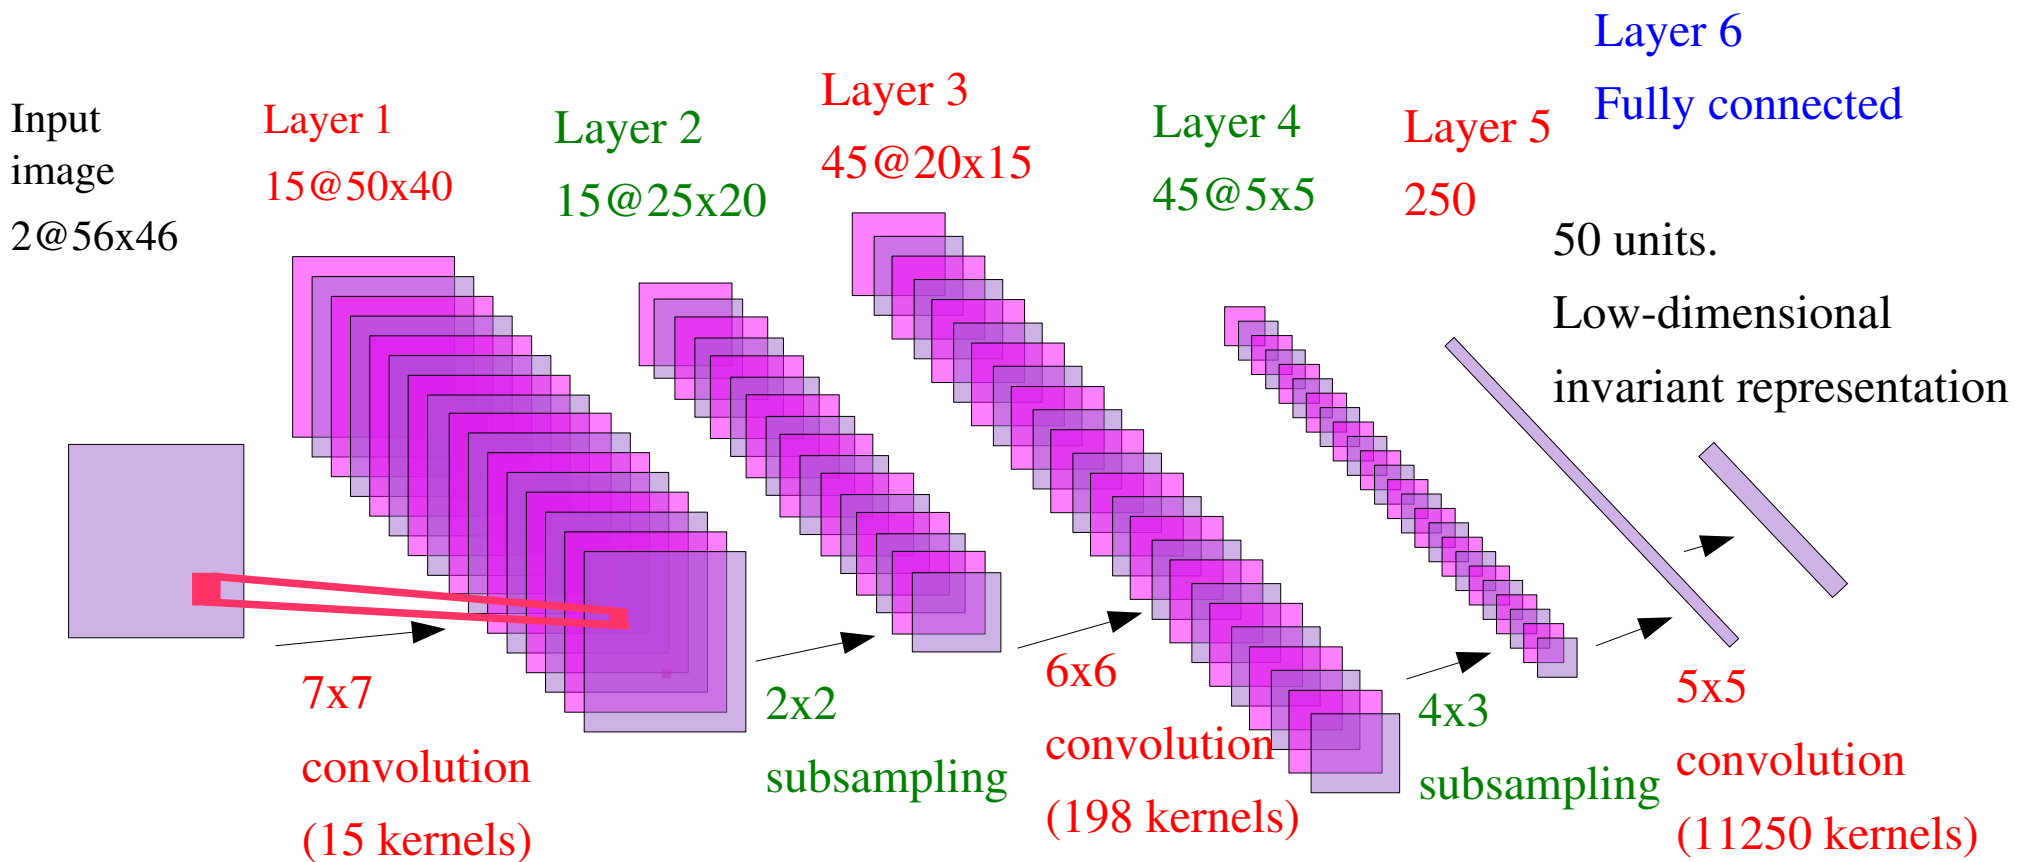 Input
image
2@56x46
Layer 1
15@50x40
Layer 2
15@25x20
Layer 3
45@20x15
Layer 4
45@5x5
Layer 5
250
Layer 6
Fully connected
50 units.
Low-dimensional
invariant representation
7x7
convolution
(15 kernels)
2x2
subsampling
6x6
convolution
(198 kernels)
4x3
subsampling
5x5
convolution
(11250 kernels)